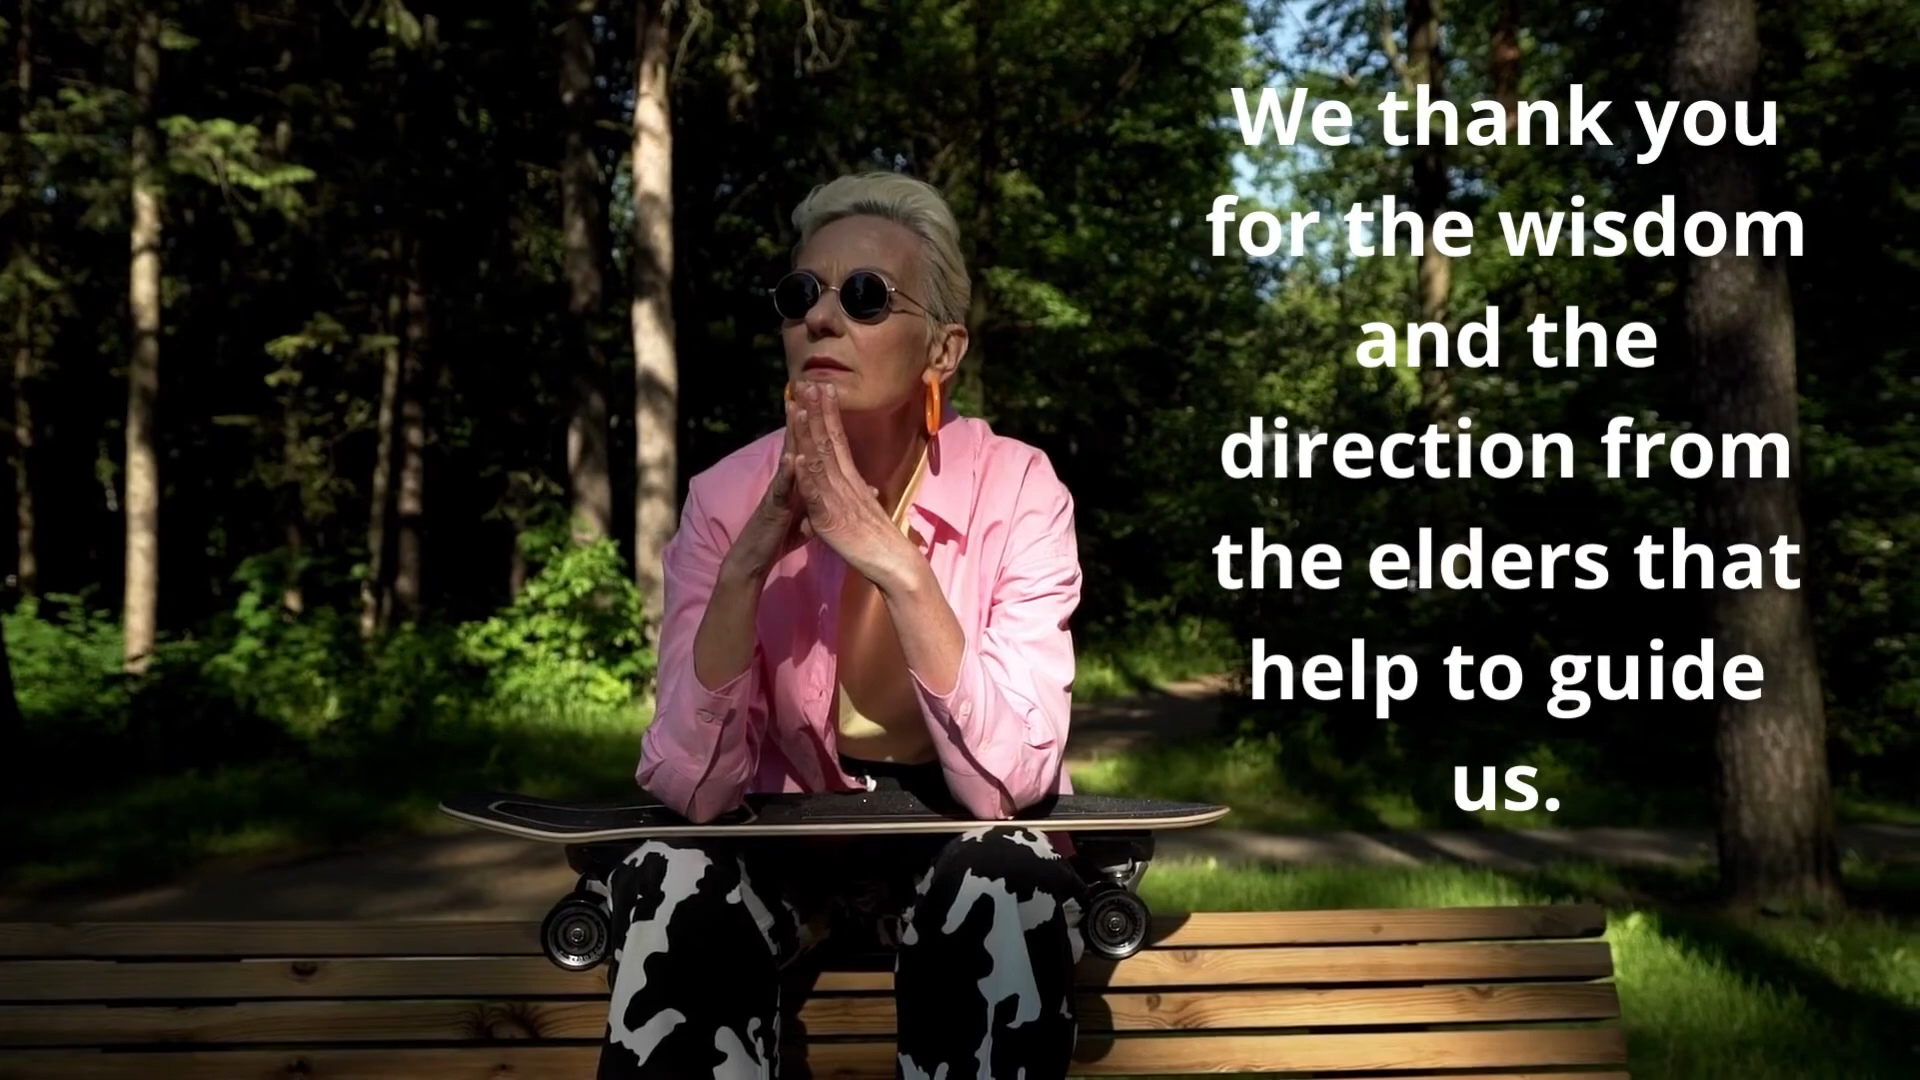 We thank you
for the wisdom
and the
direction from
the elders that
help to guide
us.